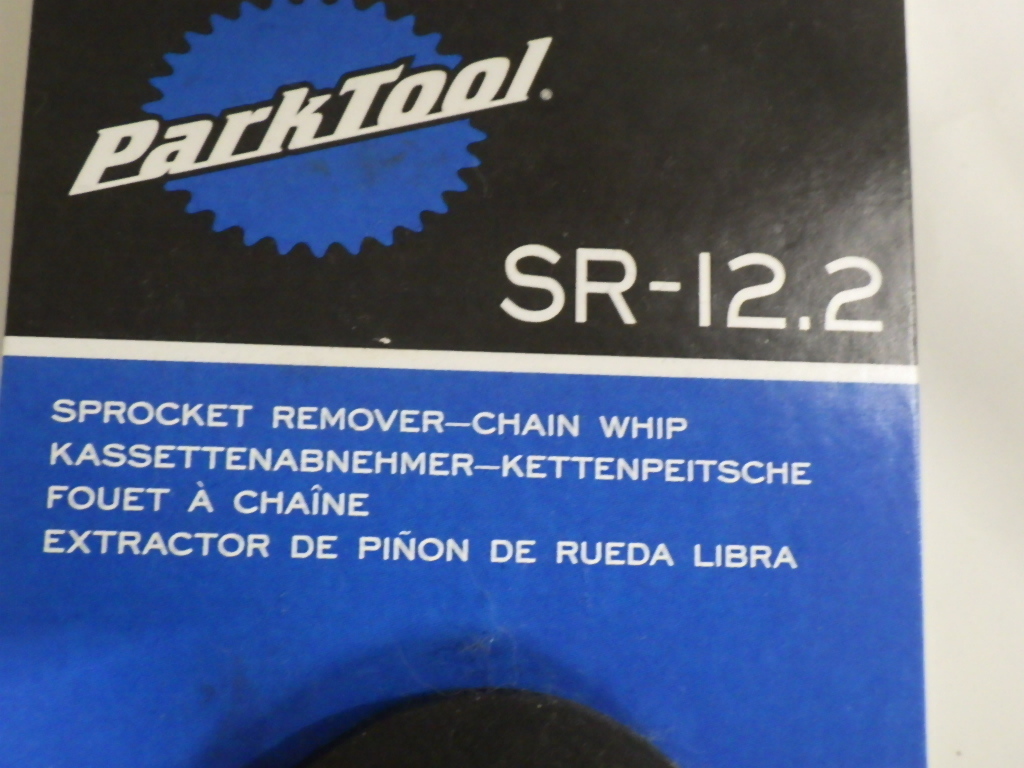 ParkTool
SR-12.2
SPROCKET REMOVER—CHAIN WHIP
KASSETTENABNEHMER—KETTENPEITSCHE
FOUET À CHAÎNE
EXTRACTOR DE PIÑON DE RUEDA LIBRA